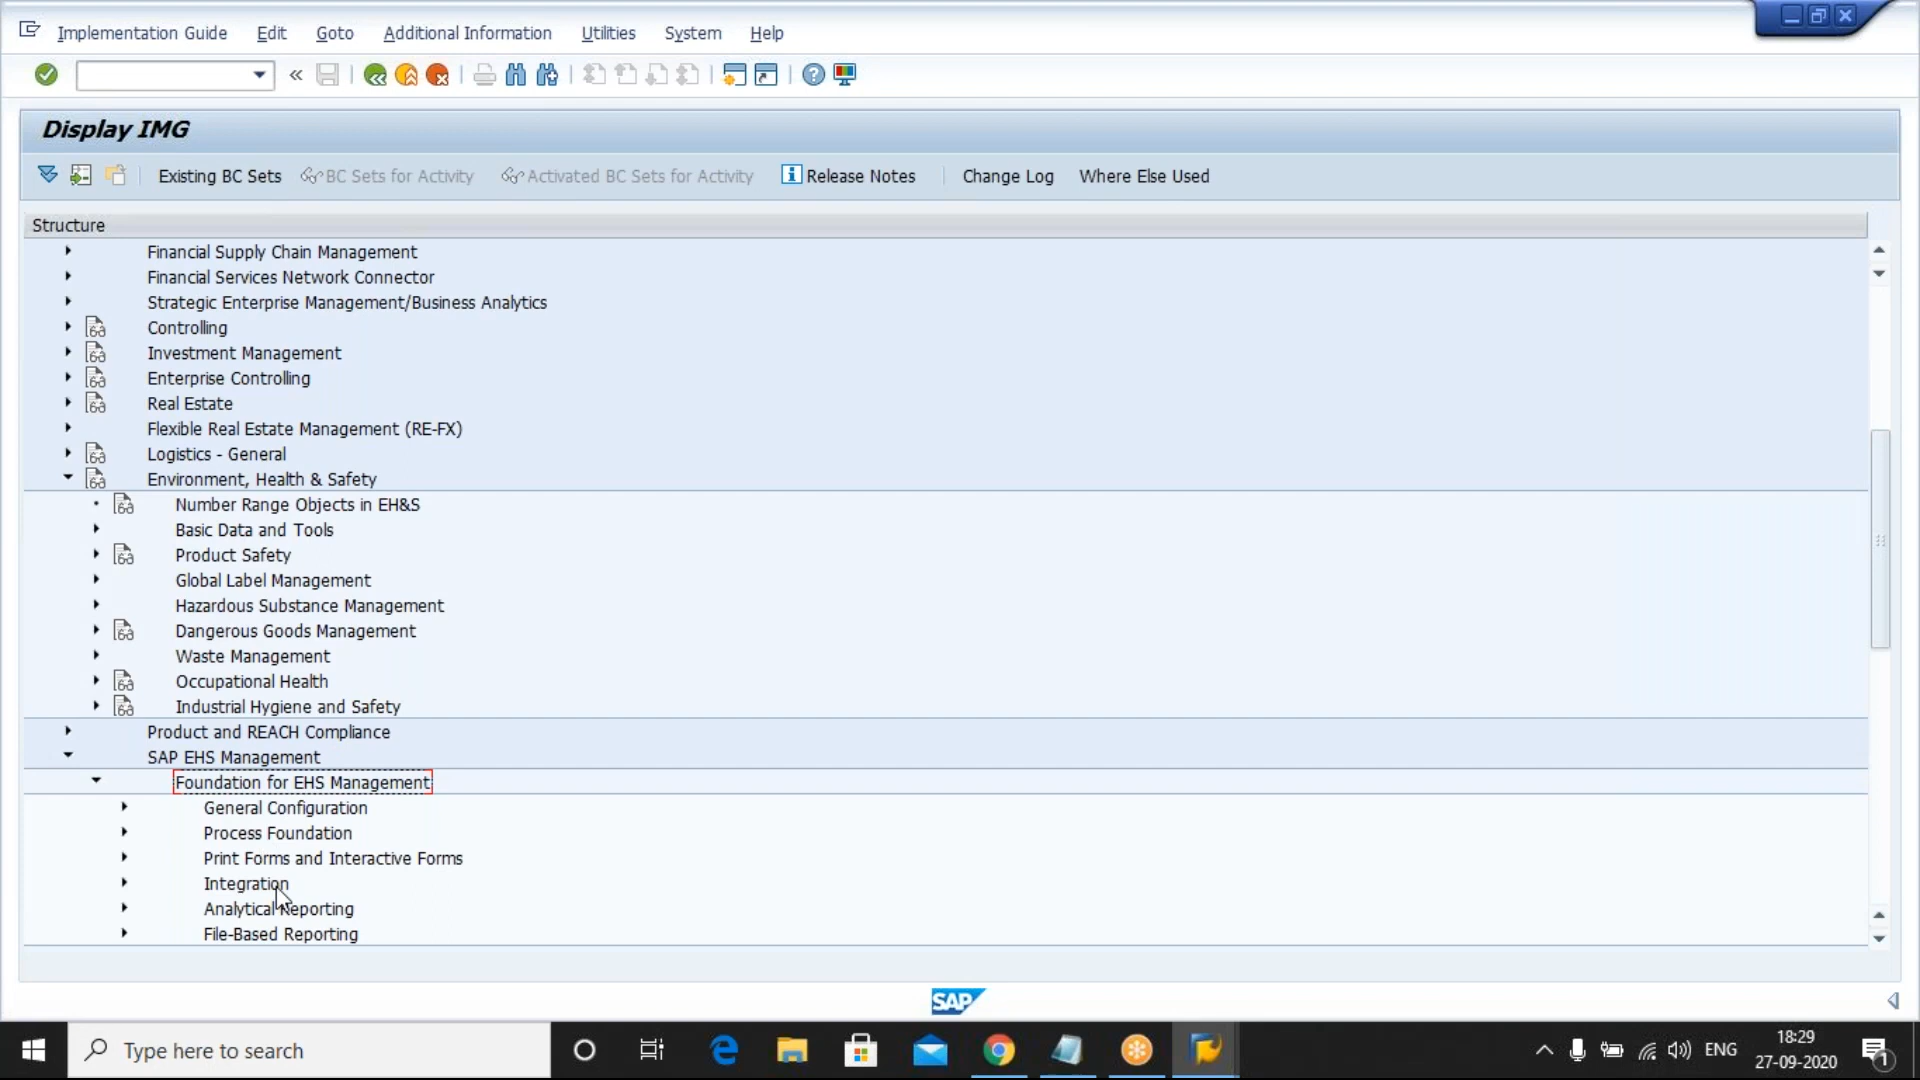 Implementation Guide Edit Goto Additional Information Utilities System Help
Display IMG
Existing BC Sets BC Sets for Activity Activated BC Sets for Activity Release Notes Change Log Where Else Used
Structure
Financial Supply Chain Management
Financial Services Network Connector
Strategic Enterprise Management/Business Analytics
Controlling
Investment Management
Enterprise Controlling
Real Estate
Flexible Real Estate Management (RE-FX)
Logistics - General
Environment, Health & Safety
Number Range Objects in EH&S
Basic Data and Tools
Product Safety
Global Label Management
Hazardous Substance Management
Dangerous Goods Management
Waste Management
Occupational Health
Industrial Hygiene and Safety
Product and REACH Compliance
SAP EHS Management
Foundation for EHS Management
General Configuration
Process Foundation
Print Forms and Interactive Forms
Integration
Analytical Reporting
File-Based Reporting
SAP
Type here to search
ENG
18:29
27-09-2020
1